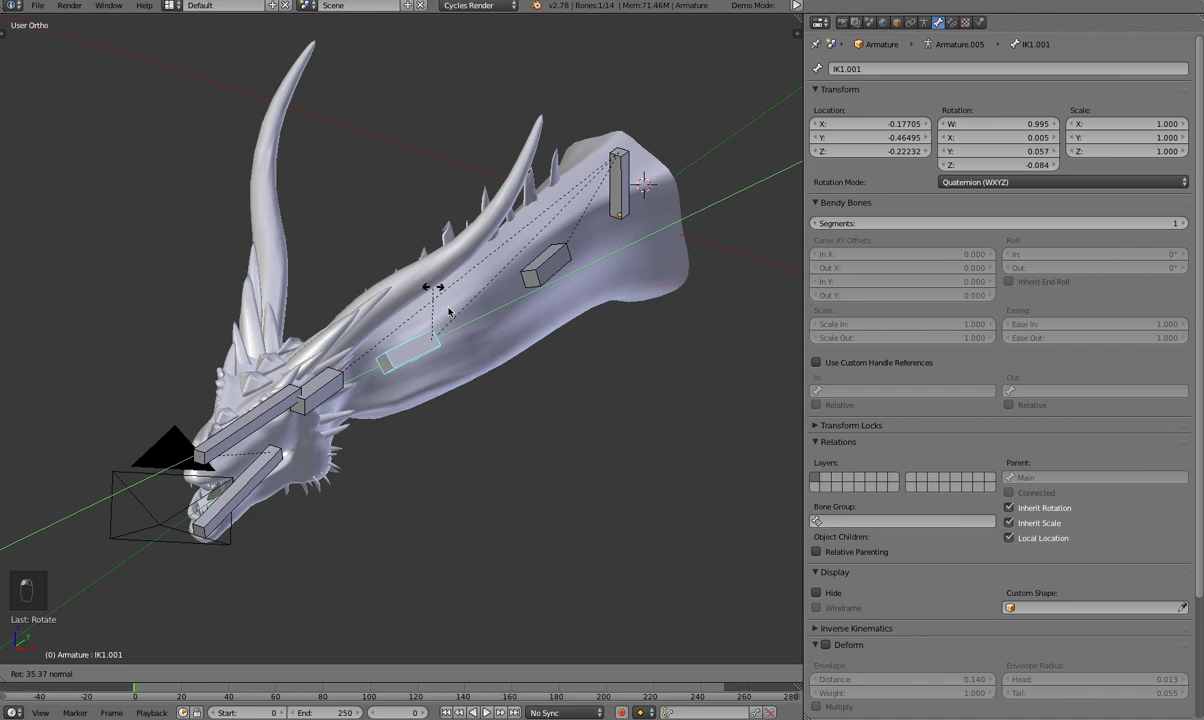 File Render Window Help Default Scene Cycles Render v2.78 | Bones:1/14 | Mem:71.46M | Armature Demo Mode:
User Ortho
Armature Armature.005 IK1.001
IK1.001
Transform
Location: Rotation: Scale:
X: -0.17705 W: 0.995 X: 1.000
Y: -0.46495 X: 0.005 Y: 1.000
Z: -0.22232 Y: 0.057 Z: 1.000
Z: -0.084
Rotation Mode: Quaternion (WXYZ)
Bendy Bones
Segments: 1
Curve XY Offsets: Roll:
In X: 0.000 In: 0°
Out X: 0.000 Out: 0°
In Y: 0.000 Inherit End Roll
Out Y: 0.000
Scale: Easing:
Scale In: 1.000 Ease In: 1.000
Scale Out: 1.000 Ease Out: 1.000
Use Custom Handle References
In: Out:
Relative Relative
Transform Locks
Relations
Layers: Parent:
Main
Connected
Bone Group: Inherit Rotation
Inherit Scale
Object Children: Local Location
Relative Parenting
Display
Hide Custom Shape:
Wireframe
Inverse Kinematics
Deform
Envelope: Envelope Radius:
Distance: 0.140 Head: 0.013
Weight: 1.000 Tail: 0.055
Multiply
Last: Rotate
z
y
x
(0) Armature : IK1.001
Rot: 35.37 normal
-40 -20 0 20 40 60 80 100 120 140 160 180 200 220 240 260 280
View Marker Frame Playback Start: 0 End: 250 0 No Sync